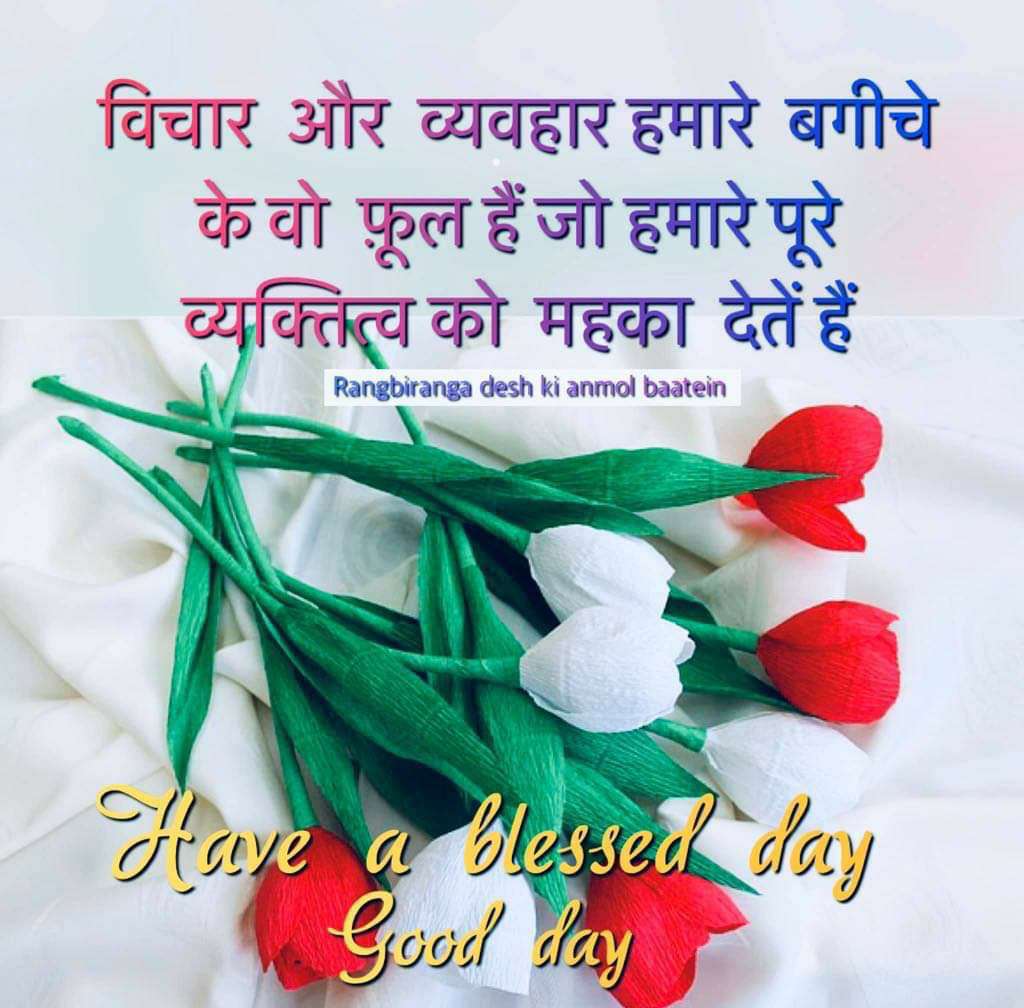 विचार और व्यवहार हमारे बगीचे
के वो फ़ूल हैं जो हमारे पूरे
व्यक्तित्व को महका देतें हैं
Rangbiranga desh ki anmol baatein
Have a blessed day
Good day